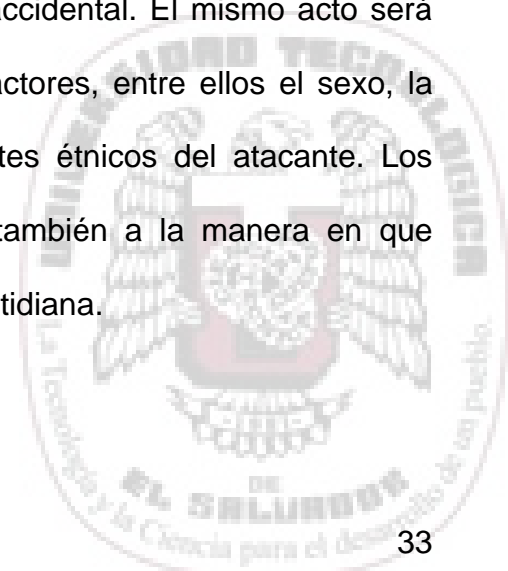 accidental. El mismo acto será
actores, entre ellos el sexo, la
tes étnicos del atacante. Los
también a la manera en que
tidiana.
UNIVERSIDAD TECNOLOGICA
DE
EL SALVADOR
La Tecnología y la Ciencia para el desarrollo de un pueblo.
33